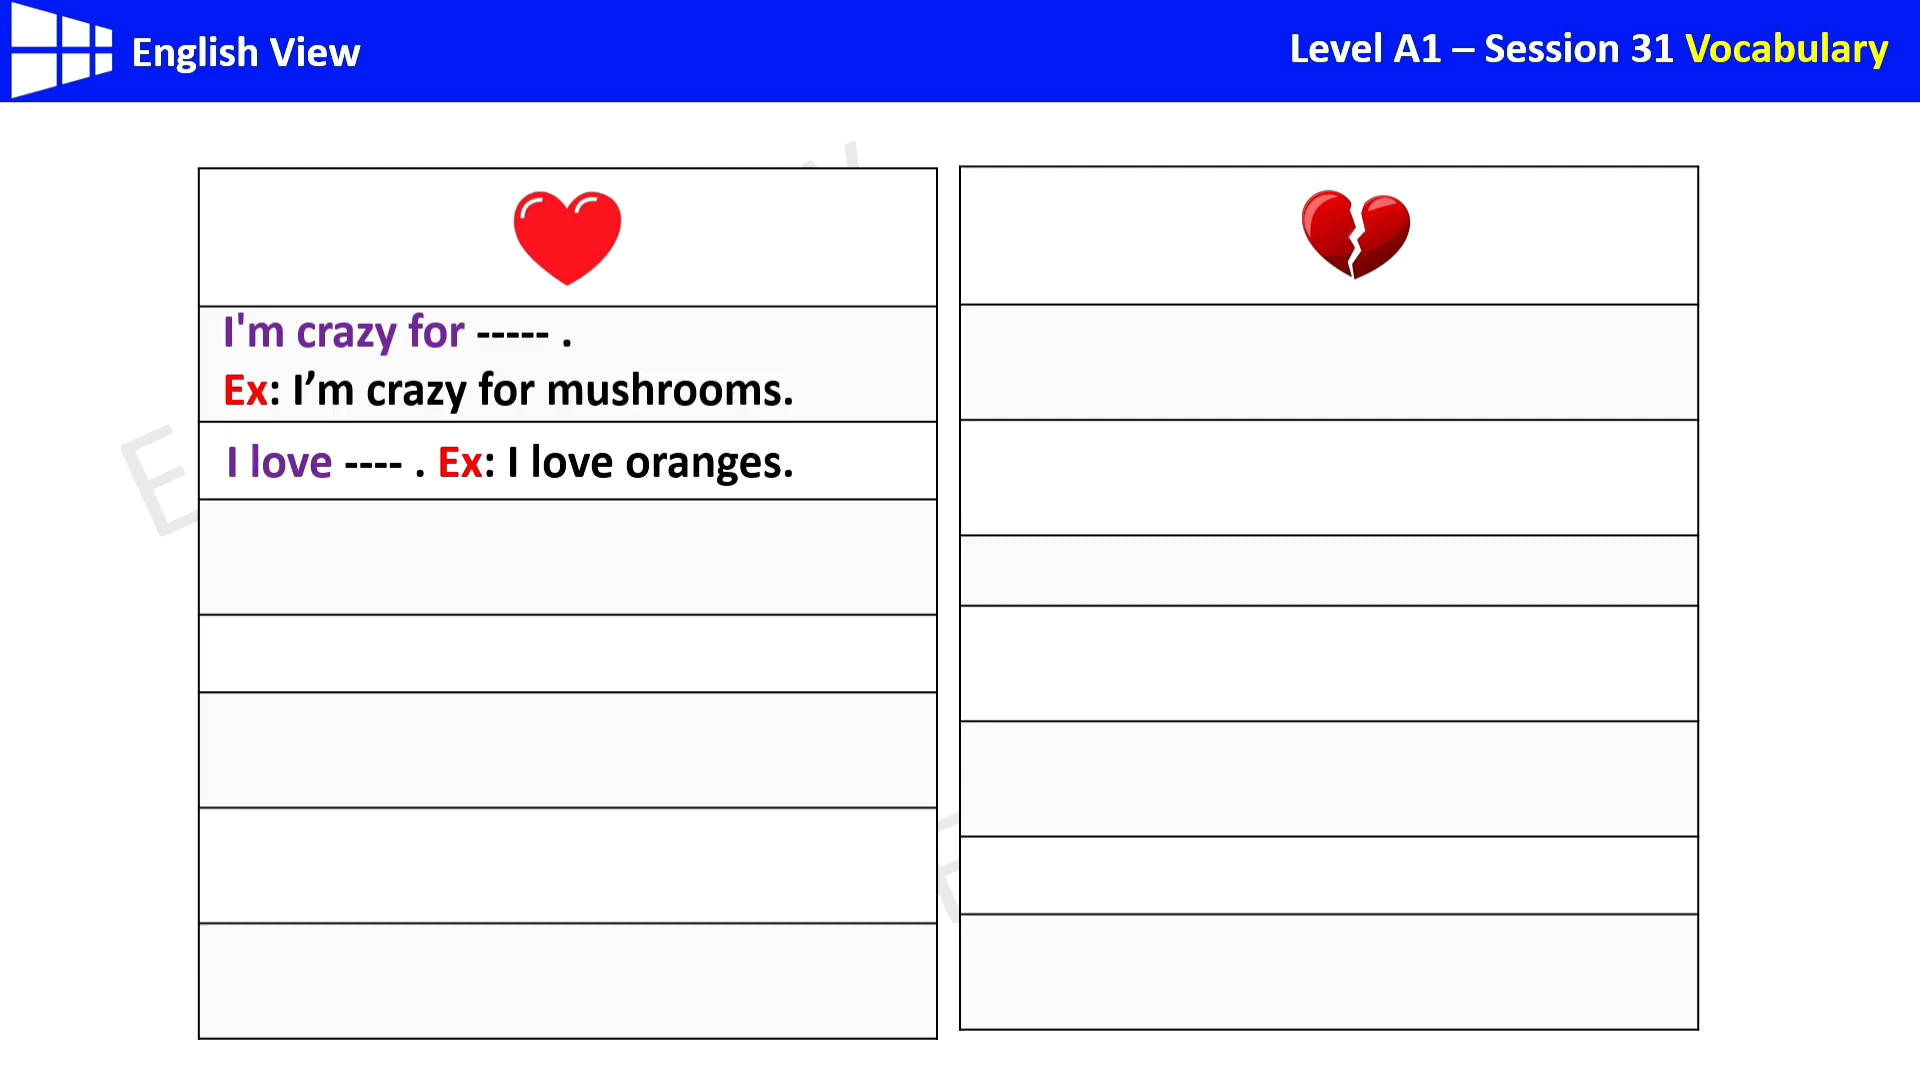 English View
Level A1 – Session 31 Vocabulary
I'm crazy for ----- .
Ex: I’m crazy for mushrooms.
I love ---- . Ex: I love oranges.